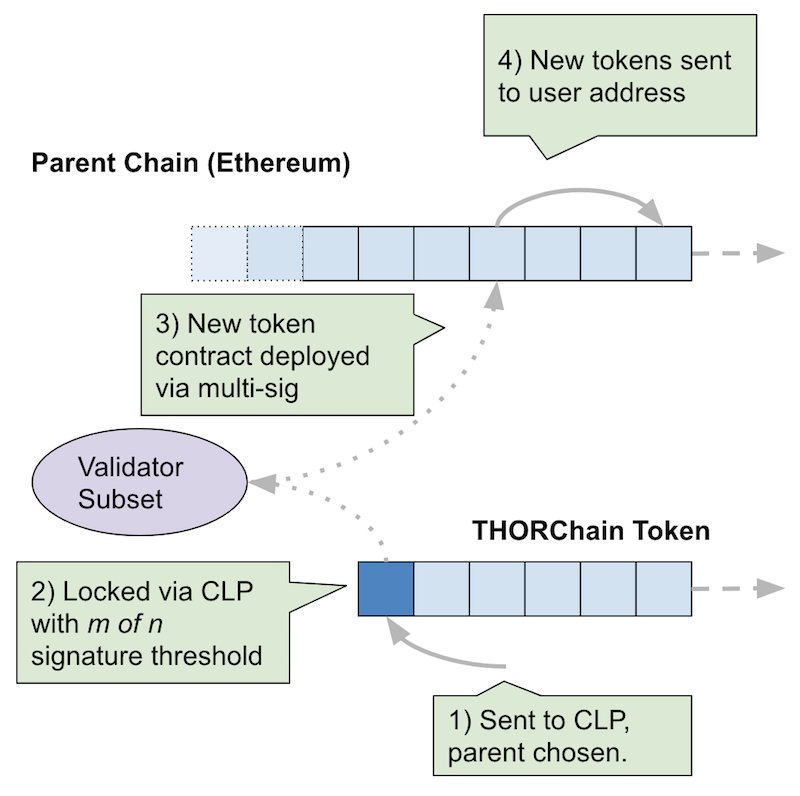 4) New tokens sent
to user address
Parent Chain (Ethereum)
3) New token
contract deployed
via multi-sig
Validator
Subset
THORChain Token
2) Locked via CLP
with m of n
signature threshold
1) Sent to CLP,
parent chosen.